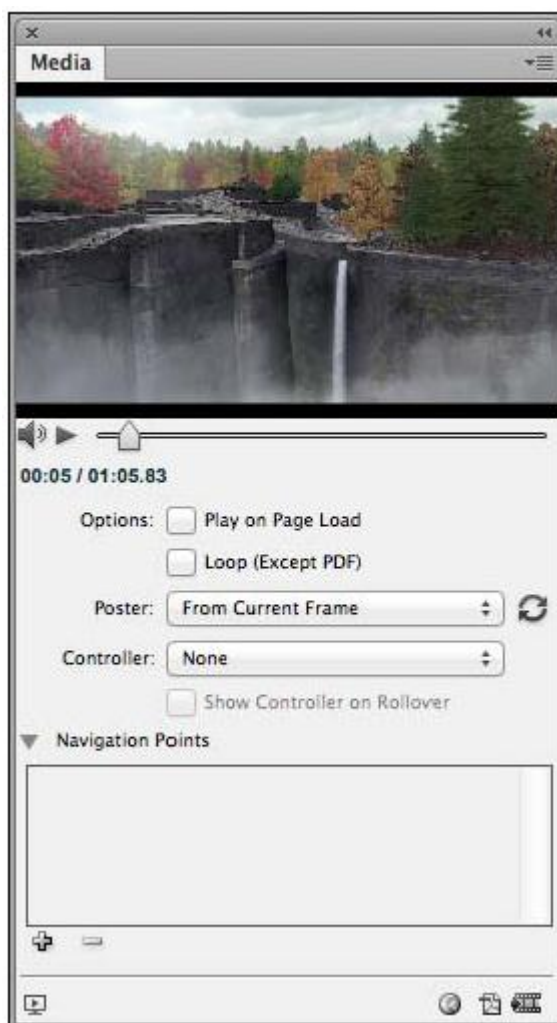 Media
00:05 / 01:05.83
Options: Play on Page Load
Loop (Except PDF)
Poster: From Current Frame
Controller: None
Show Controller on Rollover
Navigation Points